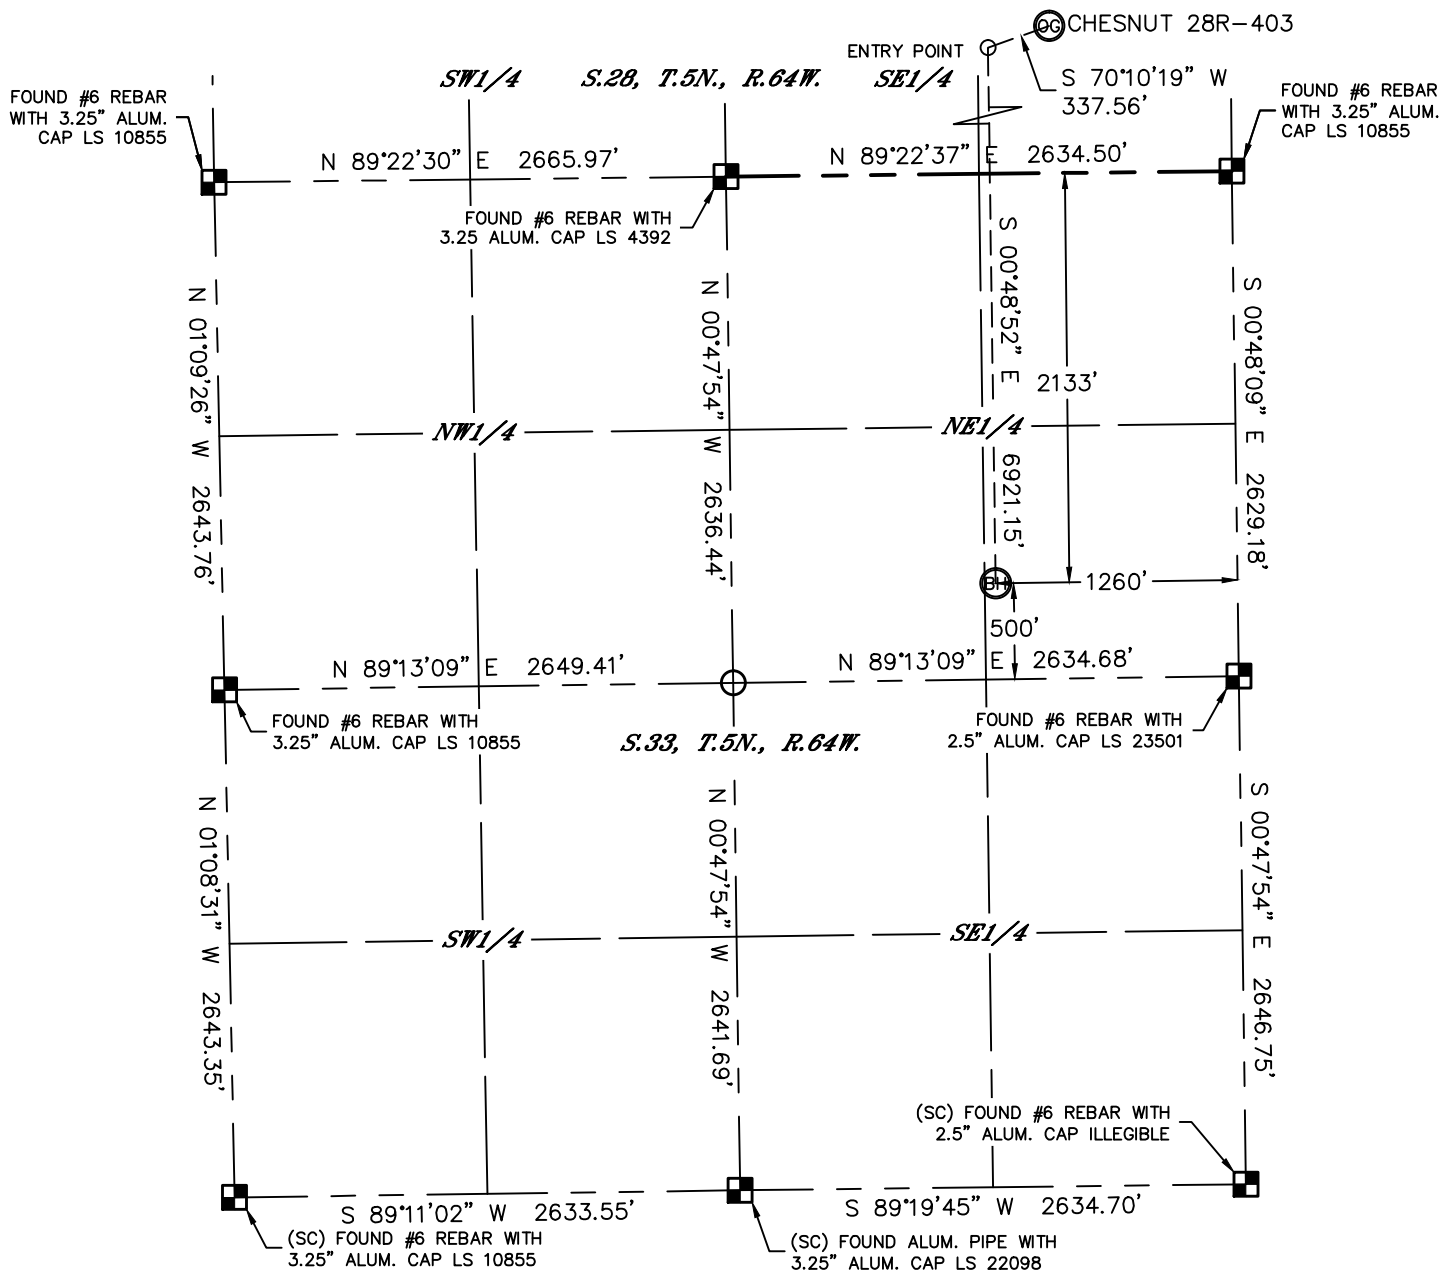 OG CHESNUT 28R-403
ENTRY POINT
SW1/4 S.28, T.5N., R.64W. SE1/4
S 70°10'19" W
337.56'
FOUND #6 REBAR
WITH 3.25" ALUM.
CAP LS 10855
FOUND #6 REBAR
WITH 3.25" ALUM.
CAP LS 10855
N 89°22'30" E 2665.97'
N 89°22'37" E 2634.50'
FOUND #6 REBAR WITH
3.25 ALUM. CAP LS 4392
N 01°09'26" W 2643.76'
N 00°47'54" W 2636.44'
S 00°48'52" E 6921.15'
S 00°48'09" E 2629.18'
2133'
NW1/4
NE1/4
BH
1260'
500'
N 89°13'09" E 2649.41'
N 89°13'09" E 2634.68'
FOUND #6 REBAR WITH
3.25" ALUM. CAP LS 10855
FOUND #6 REBAR WITH
2.5" ALUM. CAP LS 23501
S.33, T.5N., R.64W.
N 01°08'31" W 2643.35'
N 00°47'54" W 2641.69'
S 00°47'54" E 2646.75'
SW1/4
SE1/4
(SC) FOUND #6 REBAR WITH
2.5" ALUM. CAP ILLEGIBLE
S 89°11'02" W 2633.55'
S 89°19'45" W 2634.70'
(SC) FOUND #6 REBAR WITH
3.25" ALUM. CAP LS 10855
(SC) FOUND ALUM. PIPE WITH
3.25" ALUM. CAP LS 22098